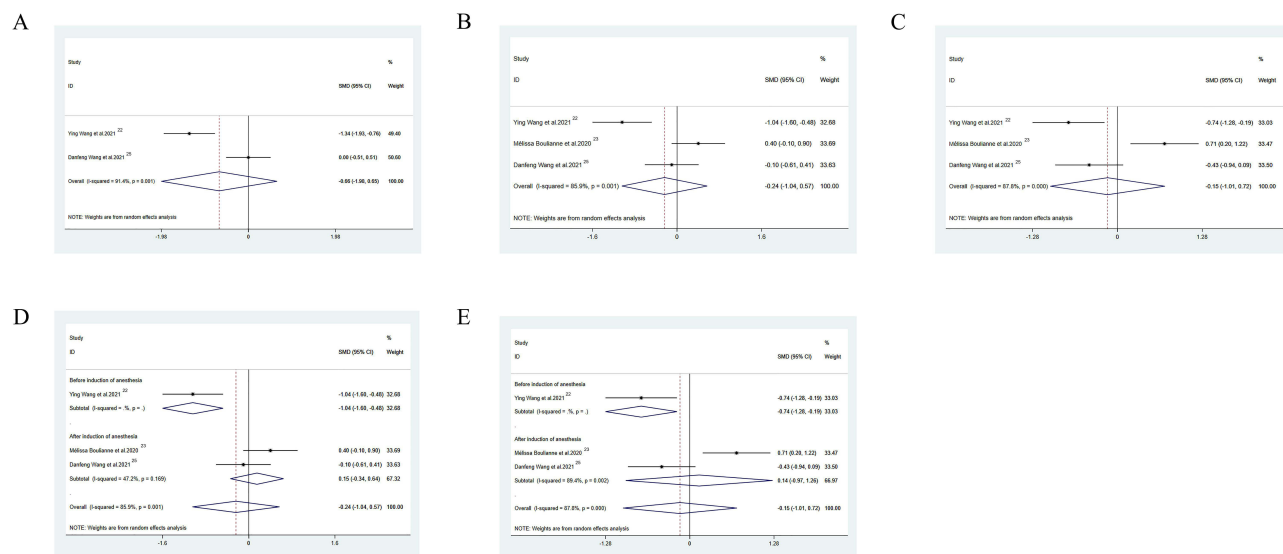 A
Study %
ID SMD (95% CI) Weight
Ying Wang et al.2021 22 -1.34 (-1.93, -0.76) 49.40
Danfeng Wang et.2021 25 0.00 (-0.51, 0.51) 50.60
Overall (I-squared = 91.4%, p = 0.001) -0.66 (-1.98, 0.65) 100.00
NOTE: Weights are from random effects analysis
-1.98 0 1.98
B
Study %
ID SMD (95% CI) Weight
Ying Wang et al.2021 22 -1.04 (-1.60, -0.48) 32.68
Mélissa Boulianne et al.2020 23 0.40 (-0.10, 0.90) 33.69
Danfeng Wang et.2021 25 -0.10 (-0.61, 0.41) 33.63
Overall (I-squared = 85.9%, p = 0.001) -0.24 (-1.04, 0.57) 100.00
NOTE: Weights are from random effects analysis
-1.6 0 1.6
C
Study %
ID SMD (95% CI) Weight
Ying Wang et al.2021 22 -0.74 (-1.28, -0.19) 33.03
Mélissa Boulianne et al.2020 23 0.71 (0.20, 1.22) 33.47
Danfeng Wang et.2021 25 -0.43 (-0.94, 0.09) 33.50
Overall (I-squared = 87.8%, p = 0.000) -0.15 (-1.01, 0.72) 100.00
NOTE: Weights are from random effects analysis
-1.28 0 1.28
D
Study %
ID SMD (95% CI) Weight
Before induction of anesthesia
Ying Wang et al.2021 22 -1.04 (-1.60, -0.48) 32.68
Subtotal (I-squared = .%, p = .) -1.04 (-1.60, -0.48) 32.68
.
After induction of anesthesia
Mélissa Boulianne et al.2020 23 0.40 (-0.10, 0.90) 33.69
Danfeng Wang et.2021 25 -0.10 (-0.61, 0.41) 33.63
Subtotal (I-squared = 47.2%, p = 0.169) 0.15 (-0.34, 0.64) 67.32
.
Overall (I-squared = 85.9%, p = 0.001) -0.24 (-1.04, 0.57) 100.00
NOTE: Weights are from random effects analysis
-1.6 0 1.6
E
Study %
ID SMD (95% CI) Weight
Before induction of anesthesia
Ying Wang et al.2021 22 -0.74 (-1.28, -0.19) 33.03
Subtotal (I-squared = .%, p = .) -0.74 (-1.28, -0.19) 33.03
.
After induction of anesthesia
Mélissa Boulianne et al.2020 23 0.71 (0.20, 1.22) 33.47
Danfeng Wang et.2021 25 -0.43 (-0.94, 0.09) 33.50
Subtotal (I-squared = 89.4%, p = 0.002) 0.14 (-0.97, 1.26) 66.97
.
Overall (I-squared = 87.8%, p = 0.000) -0.15 (-1.01, 0.72) 100.00
NOTE: Weights are from random effects analysis
-1.28 0 1.28